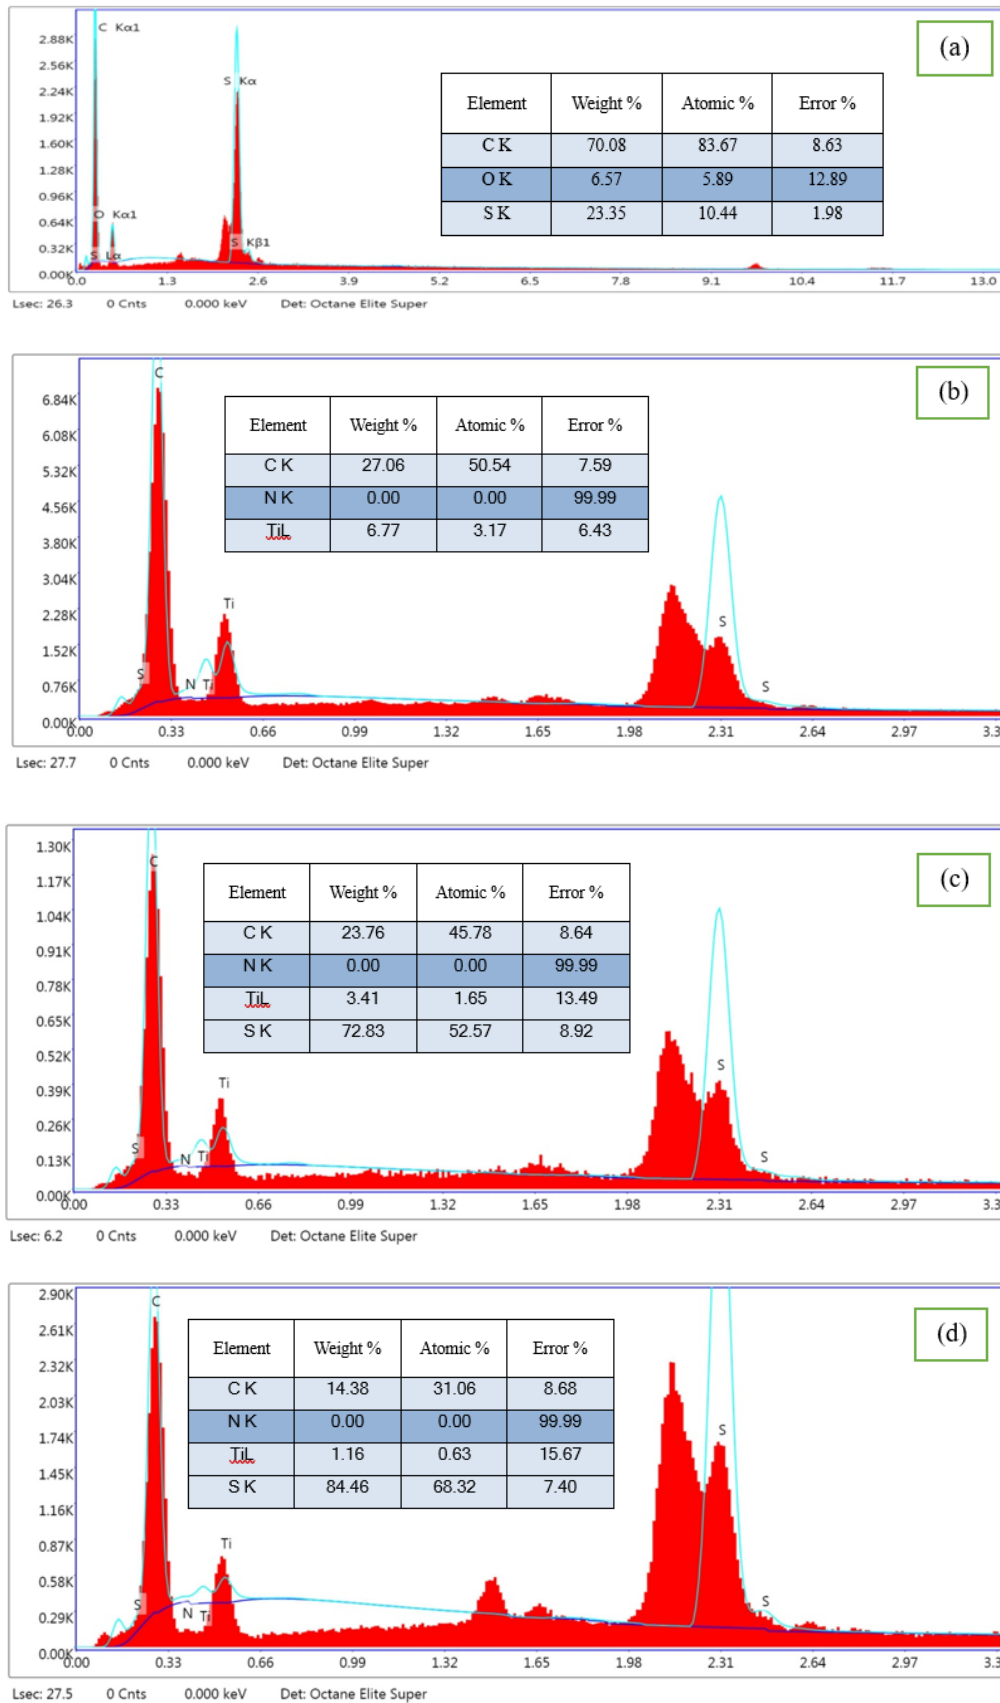 (a)
C Kα1
2.88K
2.56K
2.24K
1.92K
1.60K
1.28K
0.96K
0.64K
0.32K
0.00K
S Kα
O Kα1
S Lα
S Kβ1
Element Weight % Atomic % Error %
C K 70.08 83.67 8.63
O K 6.57 5.89 12.89
S K 23.35 10.44 1.98
0.0 1.3 2.6 3.9 5.2 6.5 7.8 9.1 10.4 11.7 13.0
Lsec: 26.3 0 Cnts 0.000 keV Det: Octane Elite Super
(b)
C
6.84K
6.08K
5.32K
4.56K
3.80K
3.04K
2.28K
1.52K
0.76K
0.00K
Element Weight % Atomic % Error %
C K 27.06 50.54 7.59
N K 0.00 0.00 99.99
TiL 6.77 3.17 6.43
Ti
S
S
N Ti
S
0.00 0.33 0.66 0.99 1.32 1.65 1.98 2.31 2.64 2.97 3.3
Lsec: 27.7 0 Cnts 0.000 keV Det: Octane Elite Super
(c)
C
1.30K
1.17K
1.04K
0.91K
0.78K
0.65K
0.52K
0.39K
0.26K
0.13K
0.00K
Element Weight % Atomic % Error %
C K 23.76 45.78 8.64
N K 0.00 0.00 99.99
TiL 3.41 1.65 13.49
S K 72.83 52.57 8.92
S
Ti
S
N Ti
S
0.00 0.33 0.66 0.99 1.32 1.65 1.98 2.31 2.64 2.97 3.3
Lsec: 6.2 0 Cnts 0.000 keV Det: Octane Elite Super
(d)
C
2.90K
2.61K
2.32K
2.03K
1.74K
1.45K
1.16K
0.87K
0.58K
0.29K
0.00K
Element Weight % Atomic % Error %
C K 14.38 31.06 8.68
N K 0.00 0.00 99.99
TiL 1.16 0.63 15.67
S K 84.46 68.32 7.40
S
Ti
S
N Ti
S
0.00 0.33 0.66 0.99 1.32 1.65 1.98 2.31 2.64 2.97 3.3
Lsec: 27.5 0 Cnts 0.000 keV Det: Octane Elite Super